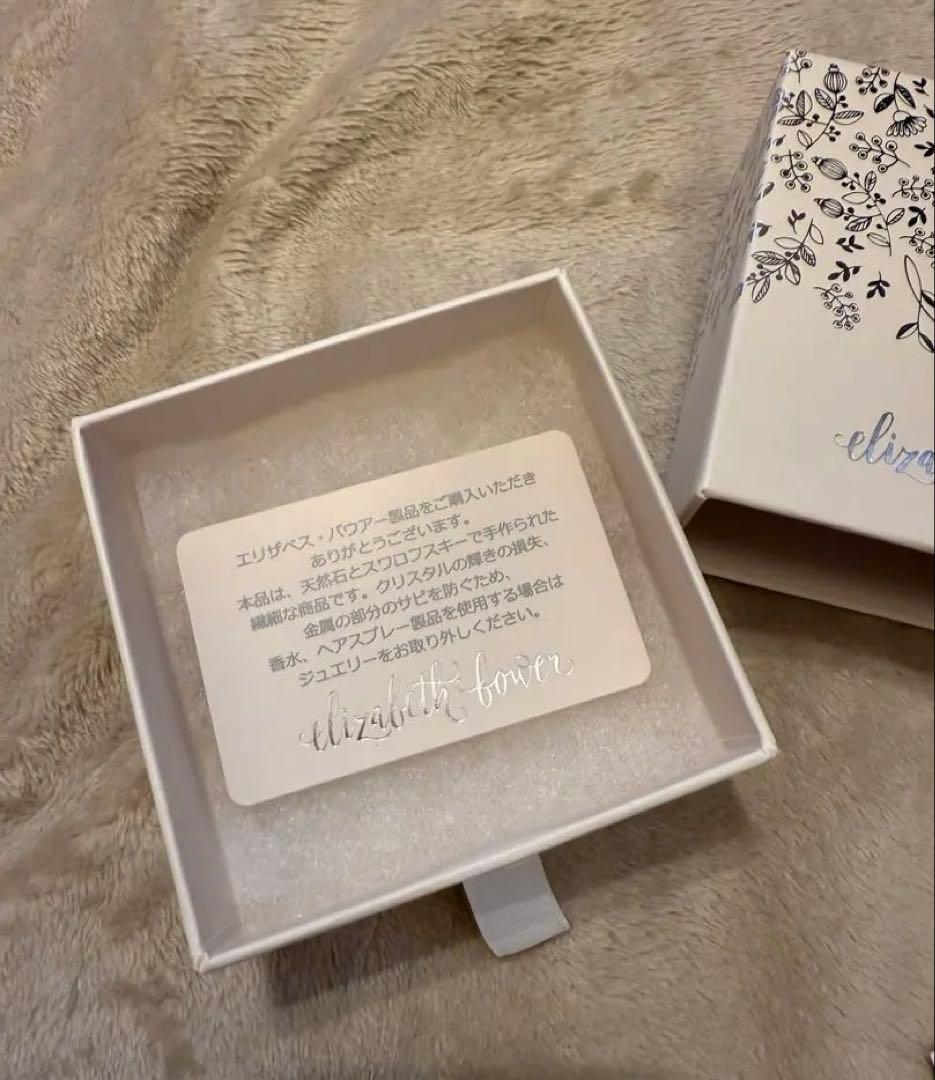 エリザベス・バウアー製品をご購入いただき
ありがとうございます。
本品は、天然石とスワロフスキーで手作られた
繊細な商品です。クリスタルの輝きの損失、
金属の部分のサビを防ぐため、
香水、ヘアスプレー製品を使用する場合は
ジュエリーをお取り外しください。
elizabeth bower
eliza